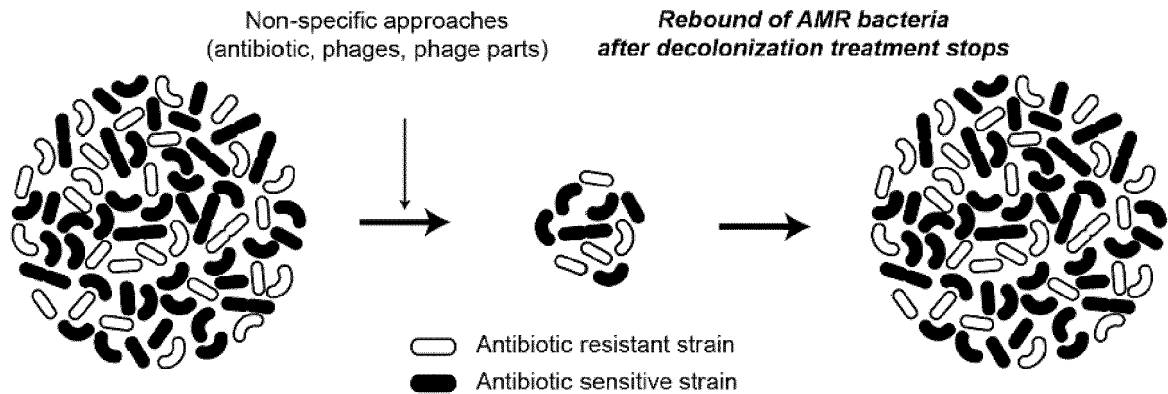 Non-specific approaches
(antibiotic, phages, phage parts)
Rebound of AMR bacteria
after decolonization treatment stops
Antibiotic resistant strain
Antibiotic sensitive strain